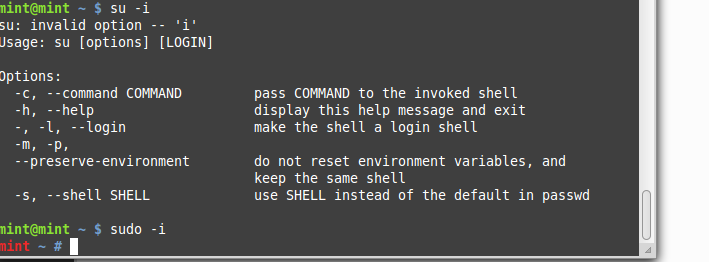 mint@mint ~ $ su -i
su: invalid option -- 'i'
Usage: su [options] [LOGIN]
Options:
-c, --command COMMAND pass COMMAND to the invoked shell
-h, --help display this help message and exit
-, -l, --login make the shell a login shell
-m, -p,
--preserve-environment do not reset environment variables, and
keep the same shell
-s, --shell SHELL use SHELL instead of the default in passwd
mint@mint ~ $ sudo -i
mint ~ #